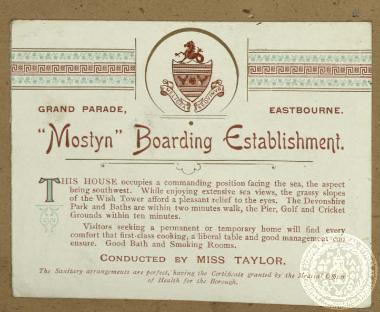 GRAND PARADE, EASTBOURNE.
"Mostyn" Boarding Establishment.
THIS HOUSE occupies a commanding position facing the sea, the aspect
being southwest. While enjoying extensive sea views, the grassy slopes
of the Wish Tower afford a pleasant relief to the eyes. The Devonshire
Park and Baths are within two minutes walk, the Pier, Golf and Cricket
Grounds within ten minutes.
Visitors seeking a permanent or temporary home will find every
comfort that first-class cooking, a liberal table and good management can
ensure. Good Bath and Smoking Rooms.
CONDUCTED BY MISS TAYLOR.
The Sanitary arrangements are perfect, having the Certificate granted by the Medical Officer
of Health for the Borough.